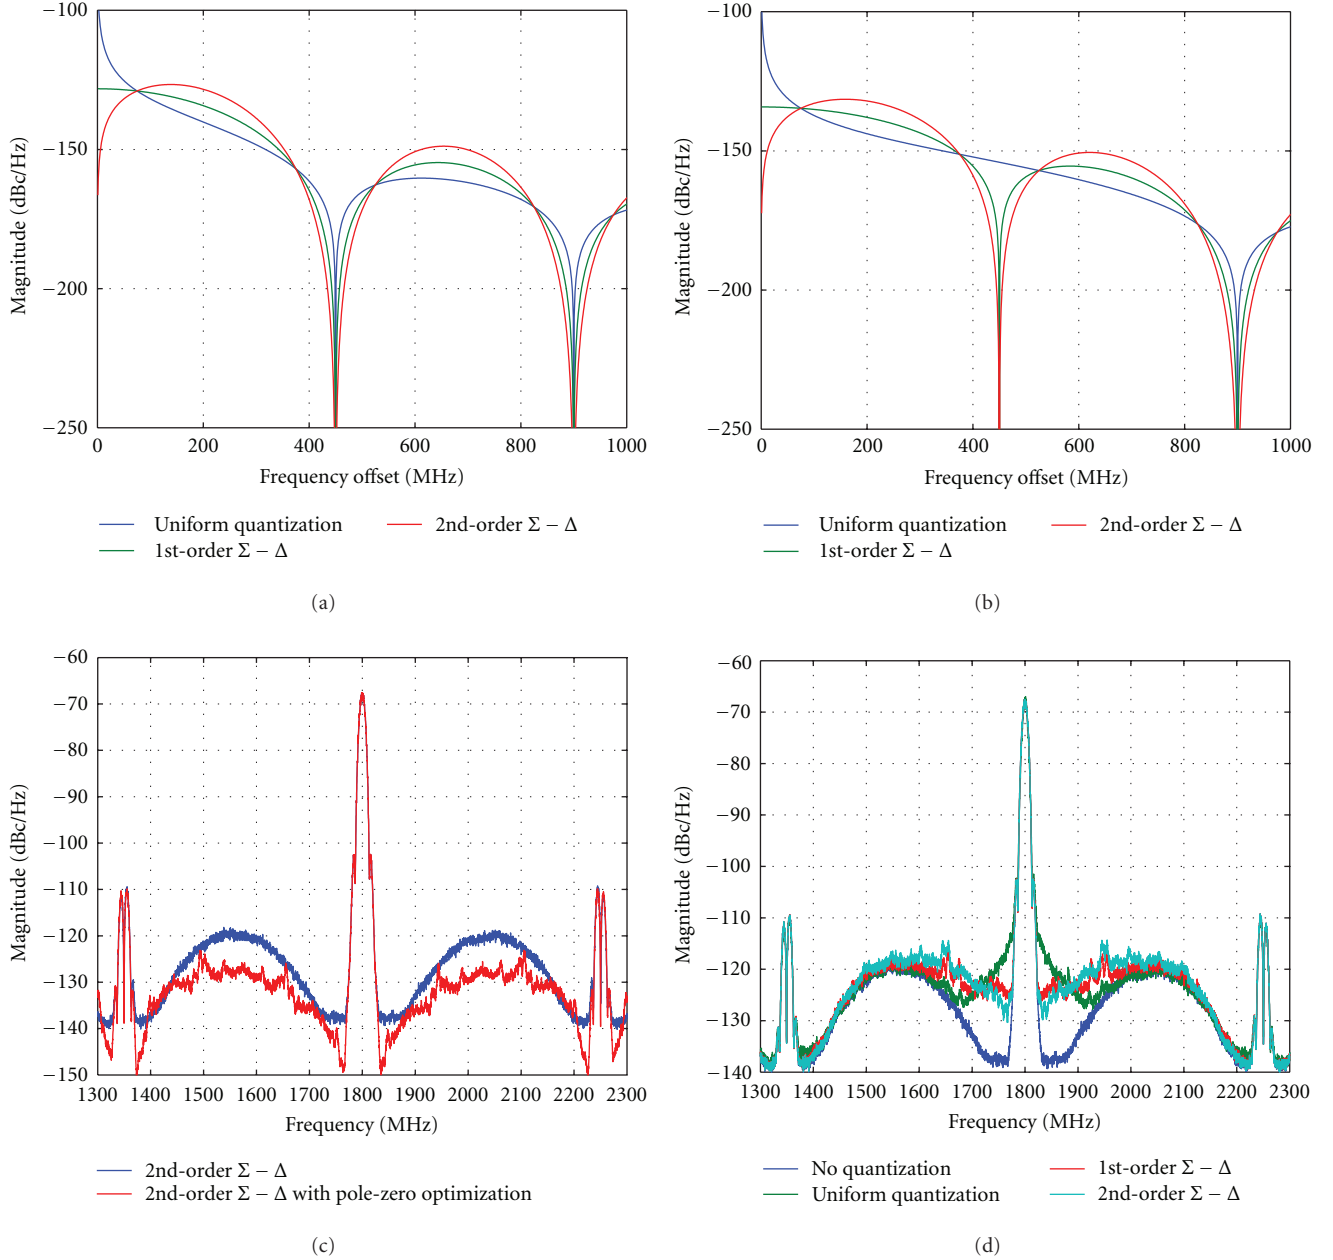 −100
−150
−200
−250
Magnitude (dBc/Hz)
0 200 400 600 800 1000
Frequency offset (MHz)
Uniform quantization
1st-order Σ − Δ
2nd-order Σ − Δ
(a)
−100
−150
−200
−250
Magnitude (dBc/Hz)
0 200 400 600 800 1000
Frequency offset (MHz)
Uniform quantization
1st-order Σ − Δ
2nd-order Σ − Δ
(b)
−60
−70
−80
−90
−100
−110
−120
−130
−140
−150
Magnitude (dBc/Hz)
1300 1400 1500 1600 1700 1800 1900 2000 2100 2200 2300
Frequency (MHz)
2nd-order Σ − Δ
2nd-order Σ − Δ with pole-zero optimization
(c)
−60
−70
−80
−90
−100
−110
−120
−130
−140
Magnitude (dBc/Hz)
1300 1400 1500 1600 1700 1800 1900 2000 2100 2200 2300
Frequency (MHz)
No quantization
Uniform quantization
1st-order Σ − Δ
2nd-order Σ − Δ
(d)